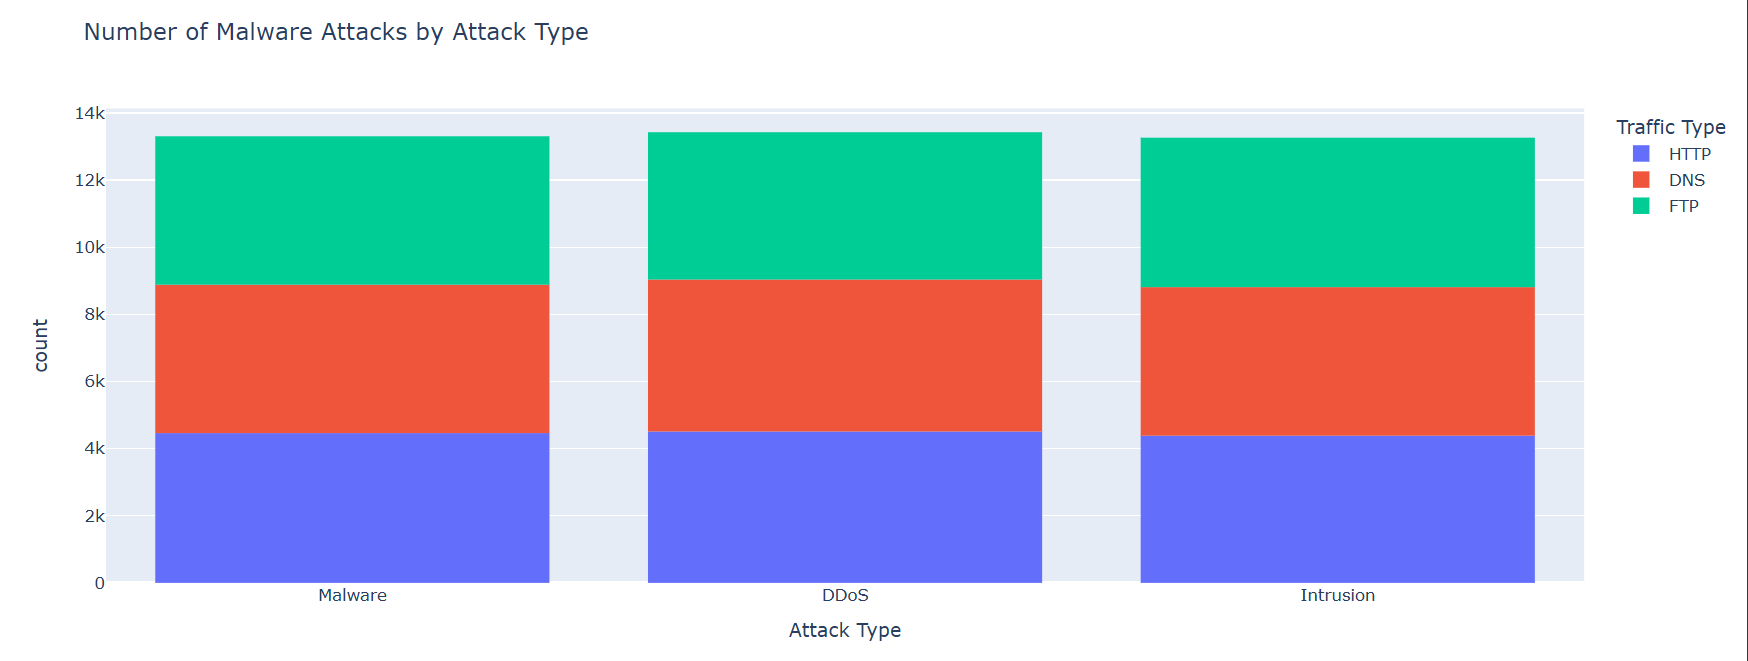 Number of Malware Attacks by Attack Type
14k
12k
10k
8k
6k
4k
2k
0
count
Malware
DDoS
Intrusion
Attack Type
Traffic Type
HTTP
DNS
FTP